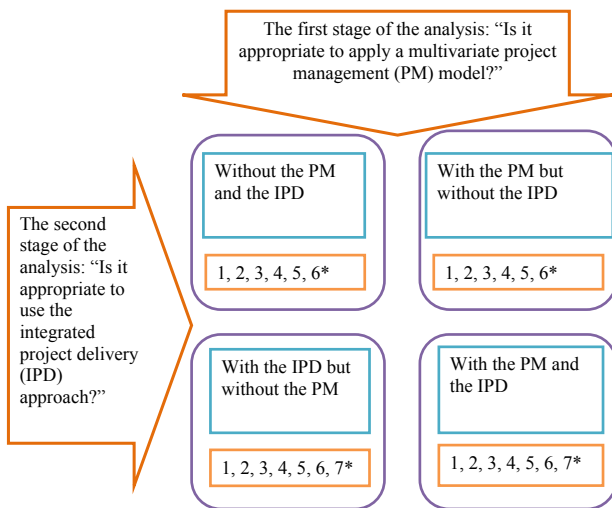 The first stage of the analysis: “Is it
appropriate to apply a multivariate project
management (PM) model?”
Without the PM
and the IPD
1, 2, 3, 4, 5, 6*
With the PM but
without the IPD
1, 2, 3, 4, 5, 6*
The second
stage of the
analysis: “Is it
appropriate to
use the
integrated
project delivery
(IPD)
approach?”
With the IPD but
without the PM
1, 2, 3, 4, 5, 6, 7*
With the PM and
the IPD
1, 2, 3, 4, 5, 6, 7*